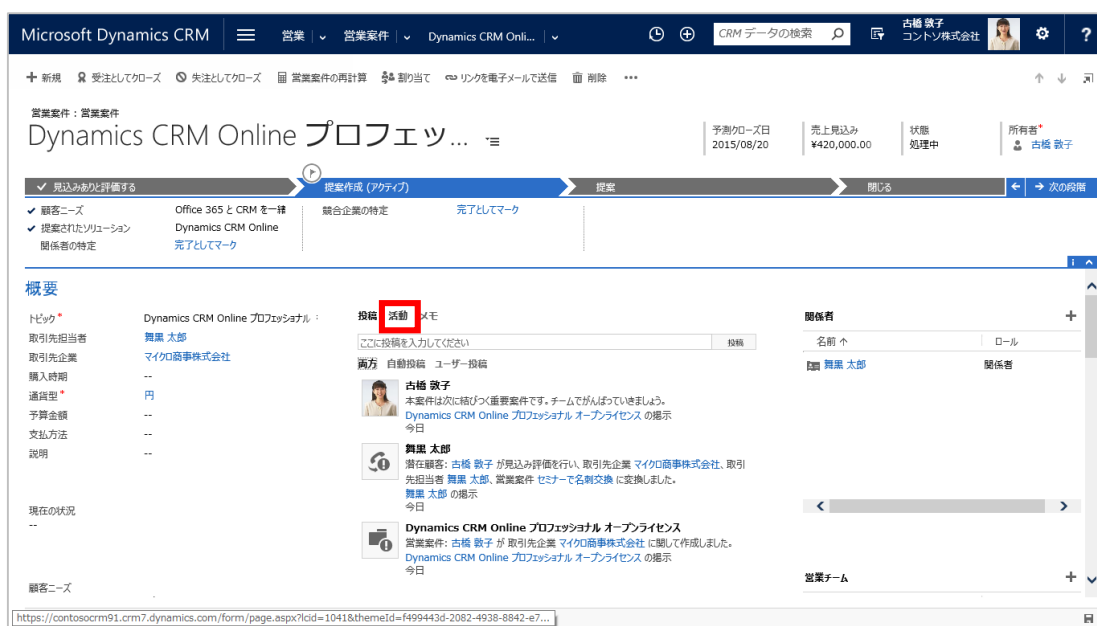 Microsoft Dynamics CRM 営業 営業案件 Dynamics CRM Onli... CRM データの検索 古橋 敦子 コントソ株式会社 ?
新規 受注としてクローズ 失注としてクローズ 営業案件の再計算 割り当て リンクを電子メールで送信 削除 •••
営業案件 : 営業案件
Dynamics CRM Online プロフェッツ...
予測クローズ日 売上見込み 状態 所有者*
2015/08/20 ¥420,000.00 処理中 古橋 敦子
見込みありと評価する 提案作成 (アクティブ) 提案 閉じる ← → 次の段階
顧客ニーズ Office 365 と CRM を一緒 競合企業の特定 完了としてマーク
提案されたソリューション Dynamics CRM Online
関係者の特定 完了としてマーク
概要
トピック* Dynamics CRM Online プロフェッショナル
取引先担当者 舞黒 太郎
取引先企業 マイクロ商事株式会社
購入時期 --
通貨型* 円
予算金額 --
支払方法 --
説明 --
現在の状況
--
顧客ニーズ
投稿 活動 メモ
ここに投稿を入力してください 投稿
両方 自動投稿 ユーザー投稿
古橋 敦子
本案件は次に結びつく重要案件です。チームでがんばっていきましょう。
Dynamics CRM Online プロフェッショナル オープンライセンス の掲示
今日
舞黒 太郎
潜在顧客: 古橋 敦子 が見込み評価を行い、取引先企業 マイクロ商事株式会社、取引
先担当者 舞黒 太郎、営業案件 セミナーで名刺交換 に変換しました。
舞黒 太郎 の掲示
今日
Dynamics CRM Online プロフェッショナル オープンライセンス
営業案件: 古橋 敦子 が 取引先企業 マイクロ商事株式会社 に関して作成しました。
Dynamics CRM Online プロフェッショナル オープンライセンス の掲示
今日
関係者
名前 ロール
舞黒 太郎 関係者
営業チーム
https://contosocrm91.crm7.dynamics.com/form/page.aspx?lcid=1041&themeId=f499443d-2082-4938-8842-e7...